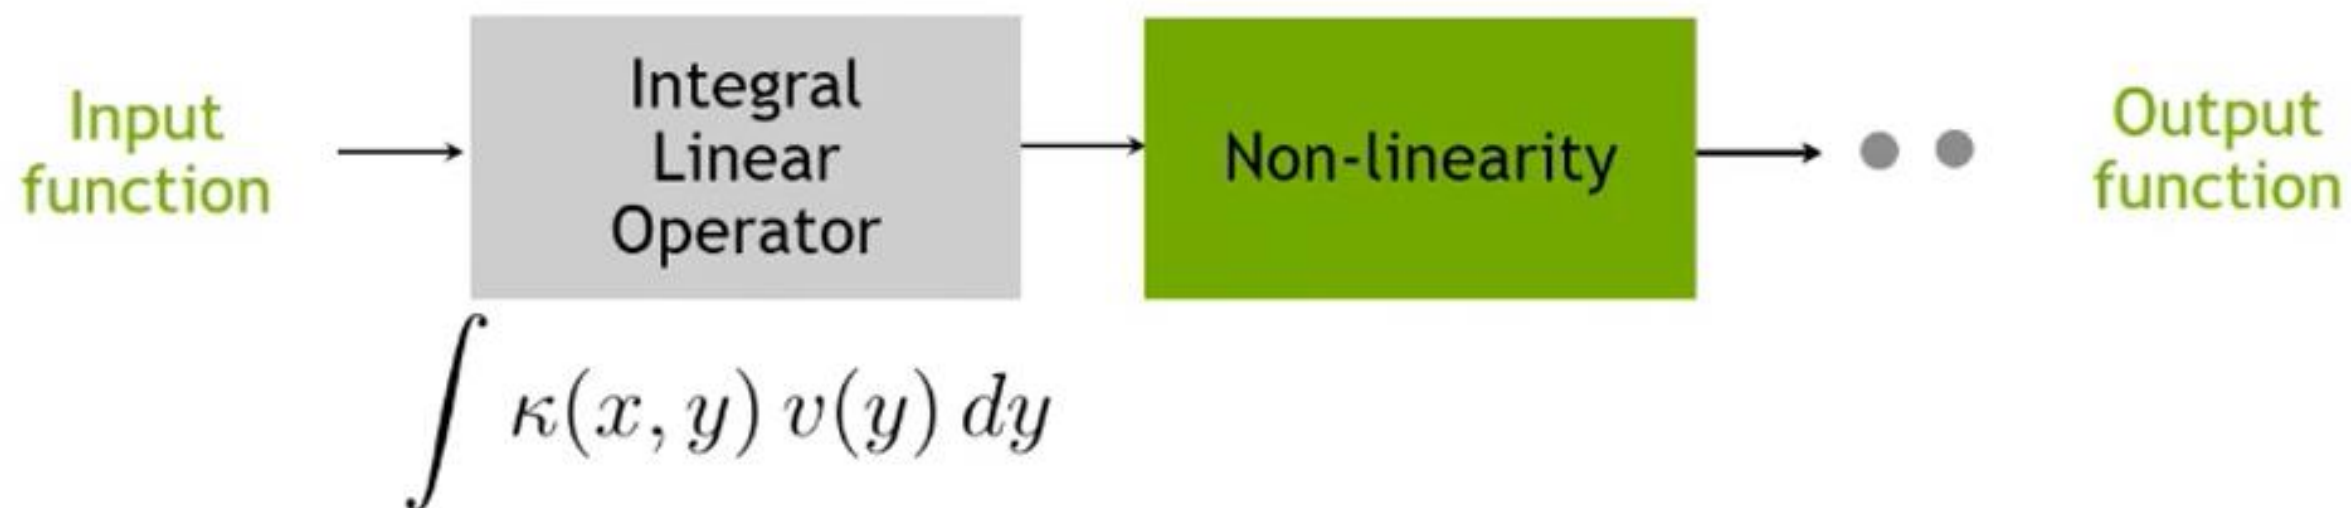 Input
function
Integral
Linear
Operator
Non-linearity
Output
function
∫ κ(x, y) v(y) dy